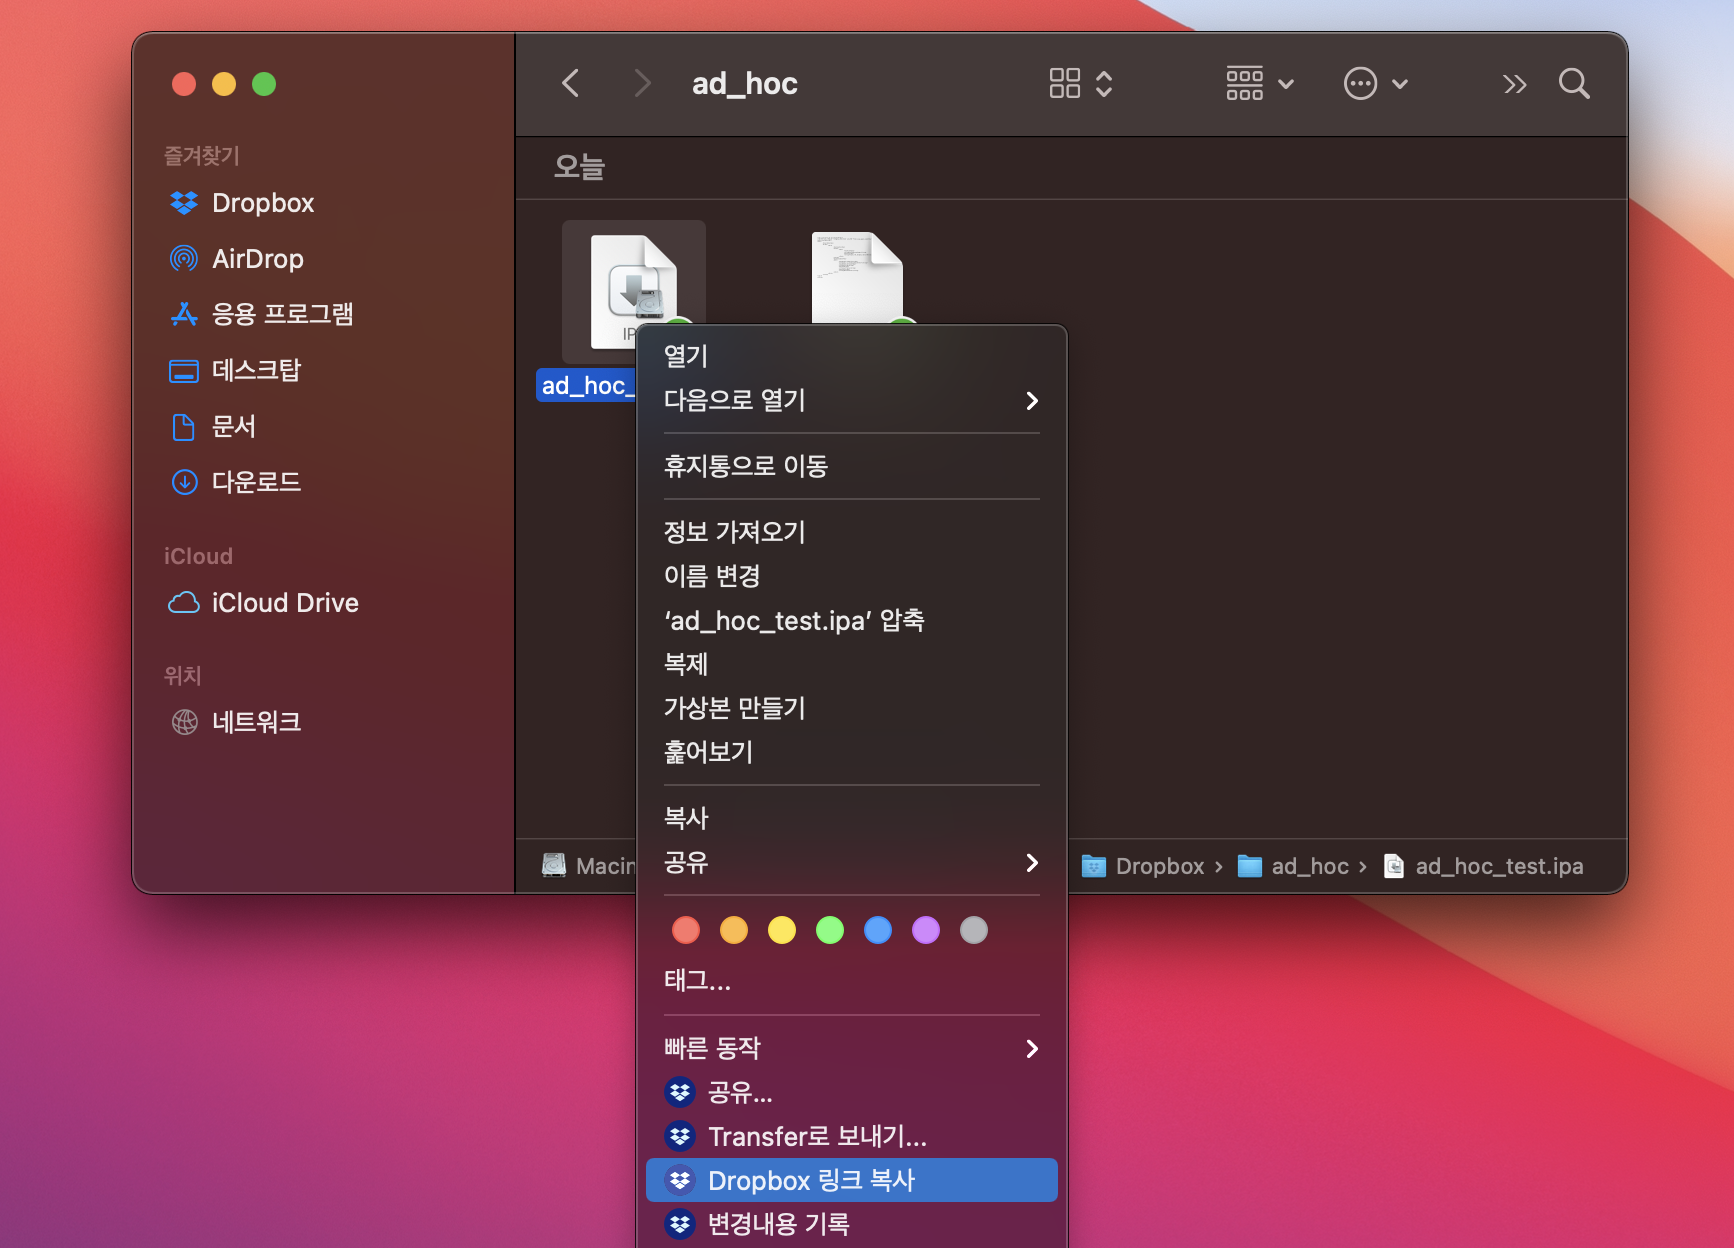 ad_hoc
즐겨찾기
Dropbox
AirDrop
응용 프로그램
데스크탑
문서
다운로드
iCloud
iCloud Drive
위치
네트워크
오늘
IP
ad_hoc_
열기
다음으로 열기
휴지통으로 이동
정보 가져오기
이름 변경
‘ad_hoc_test.ipa’ 압축
복제
가상본 만들기
훑어보기
복사
공유
태그...
빠른 동작
공유...
Transfer로 보내기...
Dropbox 링크 복사
변경내용 기록
Macin
Dropbox › ad_hoc › ad_hoc_test.ipa